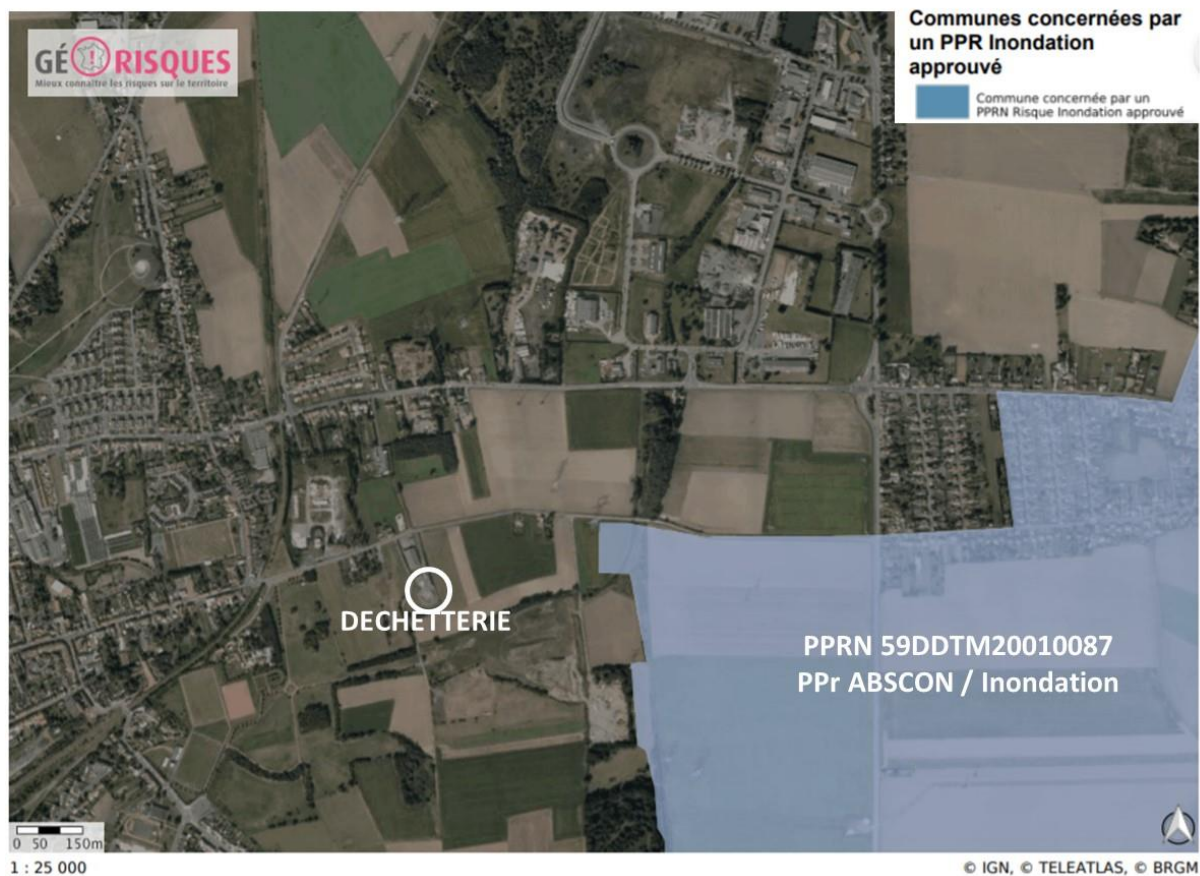 GÉORISQUES
Mieux connaître les risques sur le territoire
Communes concernées par
un PPR Inondation
approuvé
Commune concernée par un
PPRN Risque Inondation approuvé
DECHETTERIE
PPRN 59DDTM20010087
PPr ABSCON / Inondation
0 50 150m
1 : 25 000
© IGN, © TELEATLAS, © BRGM